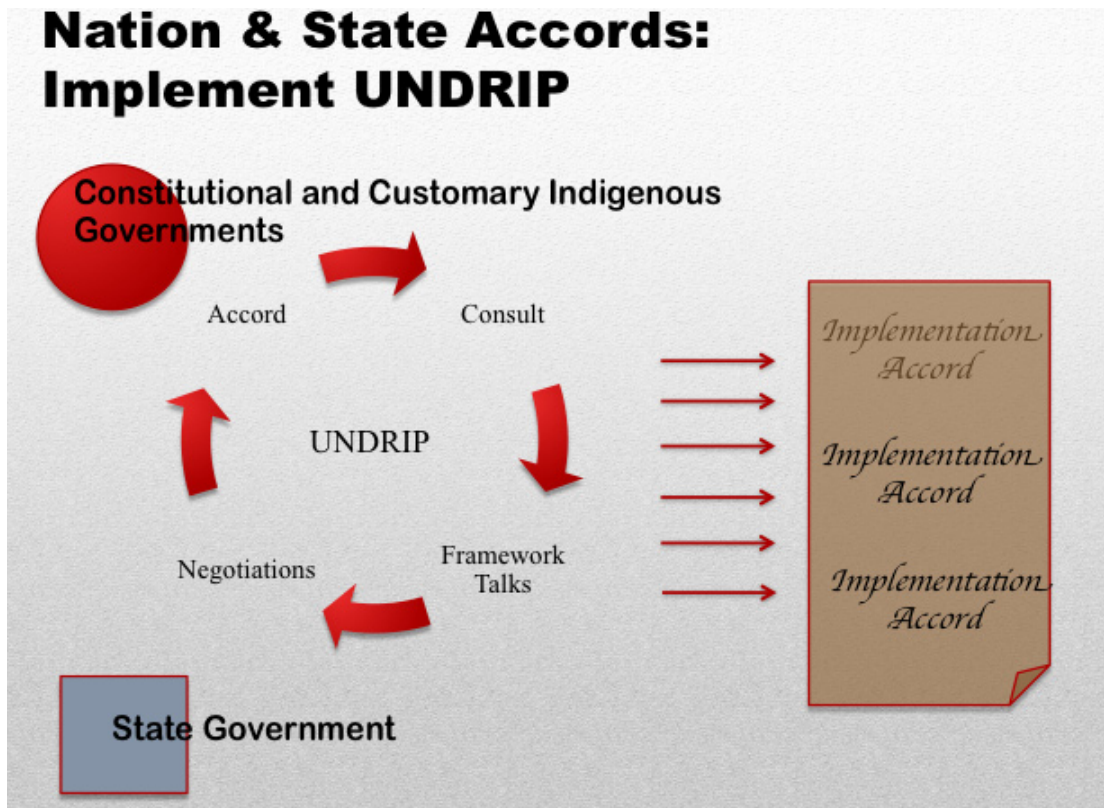 Nation & State Accords:
Implement UNDRIP
Constitutional and Customary Indigenous
Governments
Accord
Consult
UNDRIP
Negotiations
Framework
Talks
Implementation
Accord
Implementation
Accord
Implementation
Accord
State Government